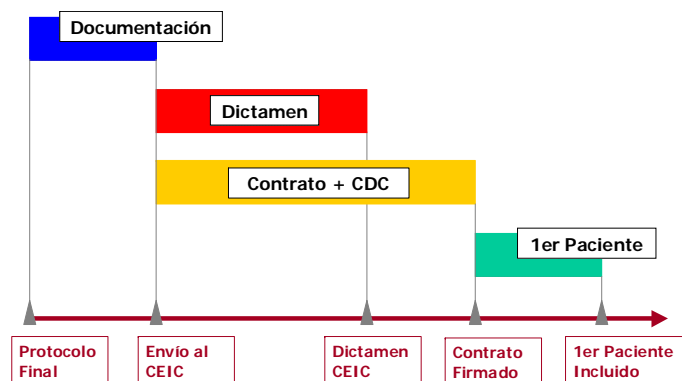 Documentación
Dictamen
Contrato + CDC
1er Paciente
Protocolo
Final
Envío al
CEIC
Dictamen
CEIC
Contrato
Firmado
1er Paciente
Incluido